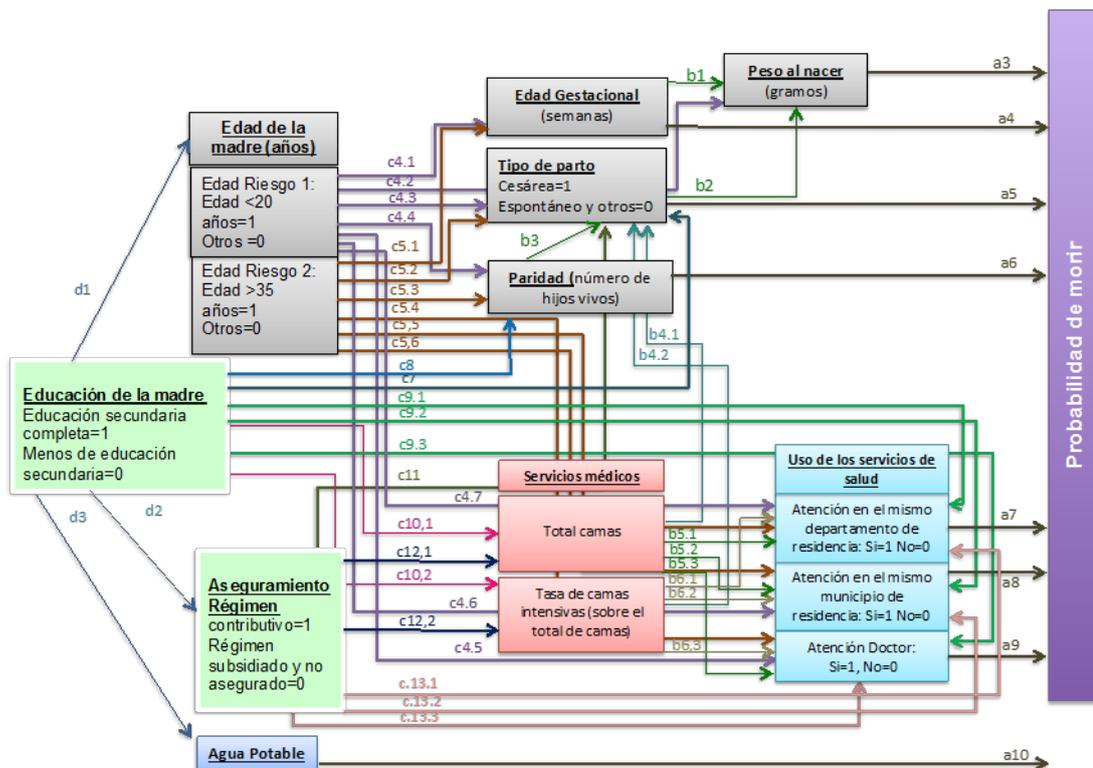 Peso al nacer
(gramos)
Edad Gestacional
(semanas)
Edad de la
madre (años)
Tipo de parto
Cesárea=1
Espontáneo y otros=0
Edad Riesgo 1:
Edad <20
años=1
Otros =0
Edad Riesgo 2:
Edad >35
años=1
Otros=0
Paridad (número de
hijos vivos)
Educación de la madre
Educación secundaria
completa=1
Menos de educación
secundaria=0
Servicios médicos
Total camas
Tasa de camas
intensivas (sobre el
total de camas)
Uso de los servicios de
salud
Atención en el mismo
departamento de
residencia: Si=1 No=0
Atención en el mismo
municipio de
residencia: Si=1 No=0
Atención Doctor:
Si=1, No=0
Aseguramiento
Régimen
contributivo=1
Régimen
subsidiado y no
asegurado=0
Agua Potable
Probabilidad de morir
a3
a4
a5
a6
a7
a8
a9
a10
b1
b2
b3
b4.1
b4.2
b5.1
b5.2
b5.3
b6.1
b6.2
b6,3
c4.1
c4.2
c4.3
c4.4
c5.1
c5.2
c5.3
c5.4
c5,5
c5,6
c8
c7
c9.1
c9.2
c9.3
c11
c4.7
c10,1
c12,1
c10,2
c4.6
c12,2
c4.5
c.13.1
c.13.2
c.13.3
d1
d2
d3